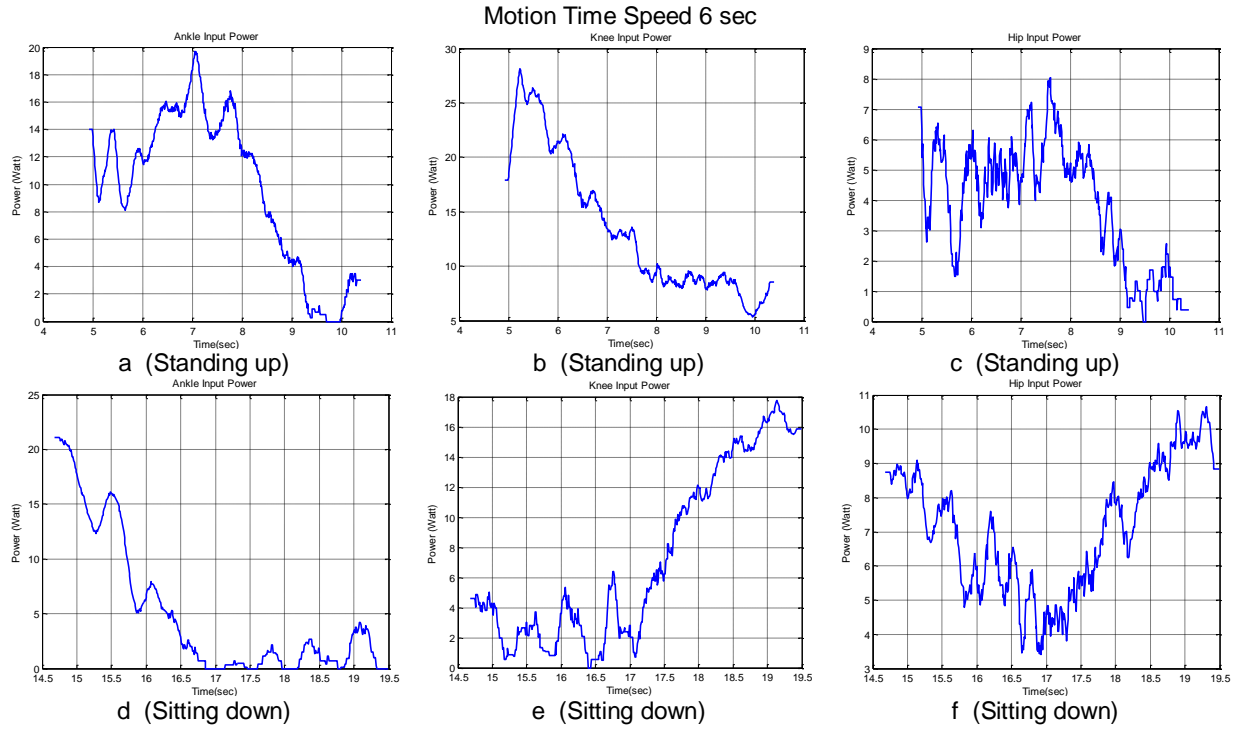 Motion Time Speed 6 sec
Ankle Input Power
Knee Input Power
Hip Input Power
Power (Watt)
20
18
16
14
12
10
8
6
4
2
0
4 5 6 7 8 9 10 11
Time(sec)
a (Standing up)
Power (Watt)
30
25
20
15
10
5
4 5 6 7 8 9 10 11
Time(sec)
b (Standing up)
Power (Watt)
9
8
7
6
5
4
3
2
1
0
4 5 6 7 8 9 10 11
Time(sec)
c (Standing up)
Ankle Input Power
Knee Input Power
Hip Input Power
Power (Watt)
25
20
15
10
5
0
14.5 15 15.5 16 16.5 17 17.5 18 18.5 19 19.5
Time(sec)
d (Sitting down)
Power (Watt)
18
16
14
12
10
8
6
4
2
0
14.5 15 15.5 16 16.5 17 17.5 18 18.5 19 19.5
Time(sec)
e (Sitting down)
Power (Watt)
11
10
9
8
7
6
5
4
3
14.5 15 15.5 16 16.5 17 17.5 18 18.5 19 19.5
Time(sec)
f (Sitting down)